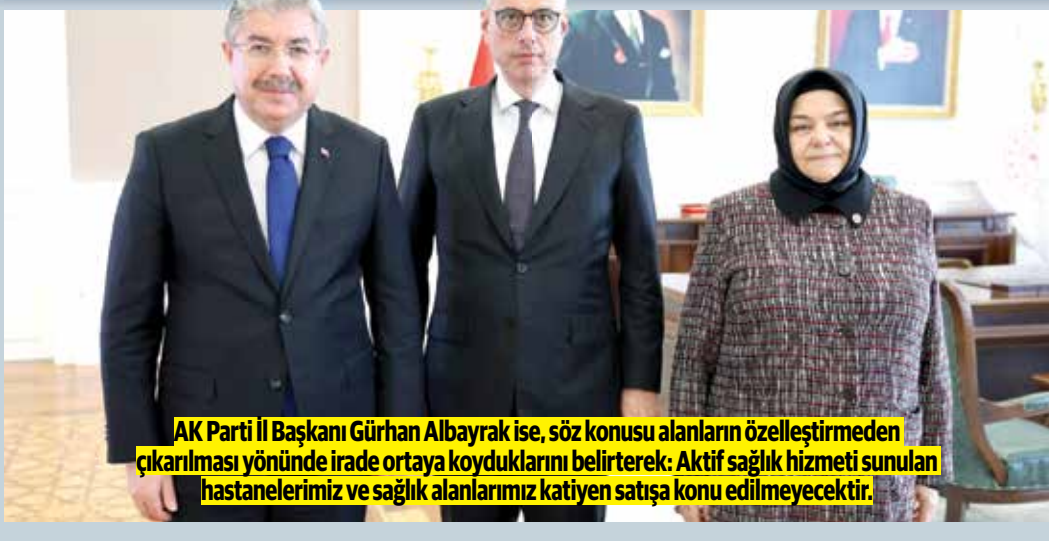 AK Parti İl Başkanı Gürhan Albayrak ise, söz konusu alanların özelleştirmeden
çıkarılması yönünde irade ortaya koyduklarını belirterek: Aktif sağlık hizmeti sunulan
hastanelerimiz ve sağlık alanlarımız katiyen satışa konu edilmeyecektir.